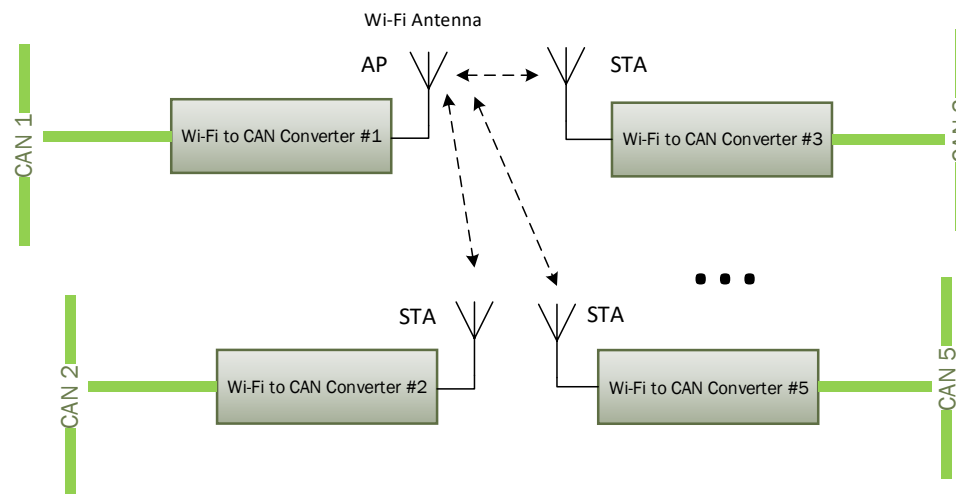 Wi-Fi Antenna
AP
STA
CAN 1
Wi-Fi to CAN Converter #1
Wi-Fi to CAN Converter #3
STA
STA
CAN 2
Wi-Fi to CAN Converter #2
Wi-Fi to CAN Converter #5
CAN 5